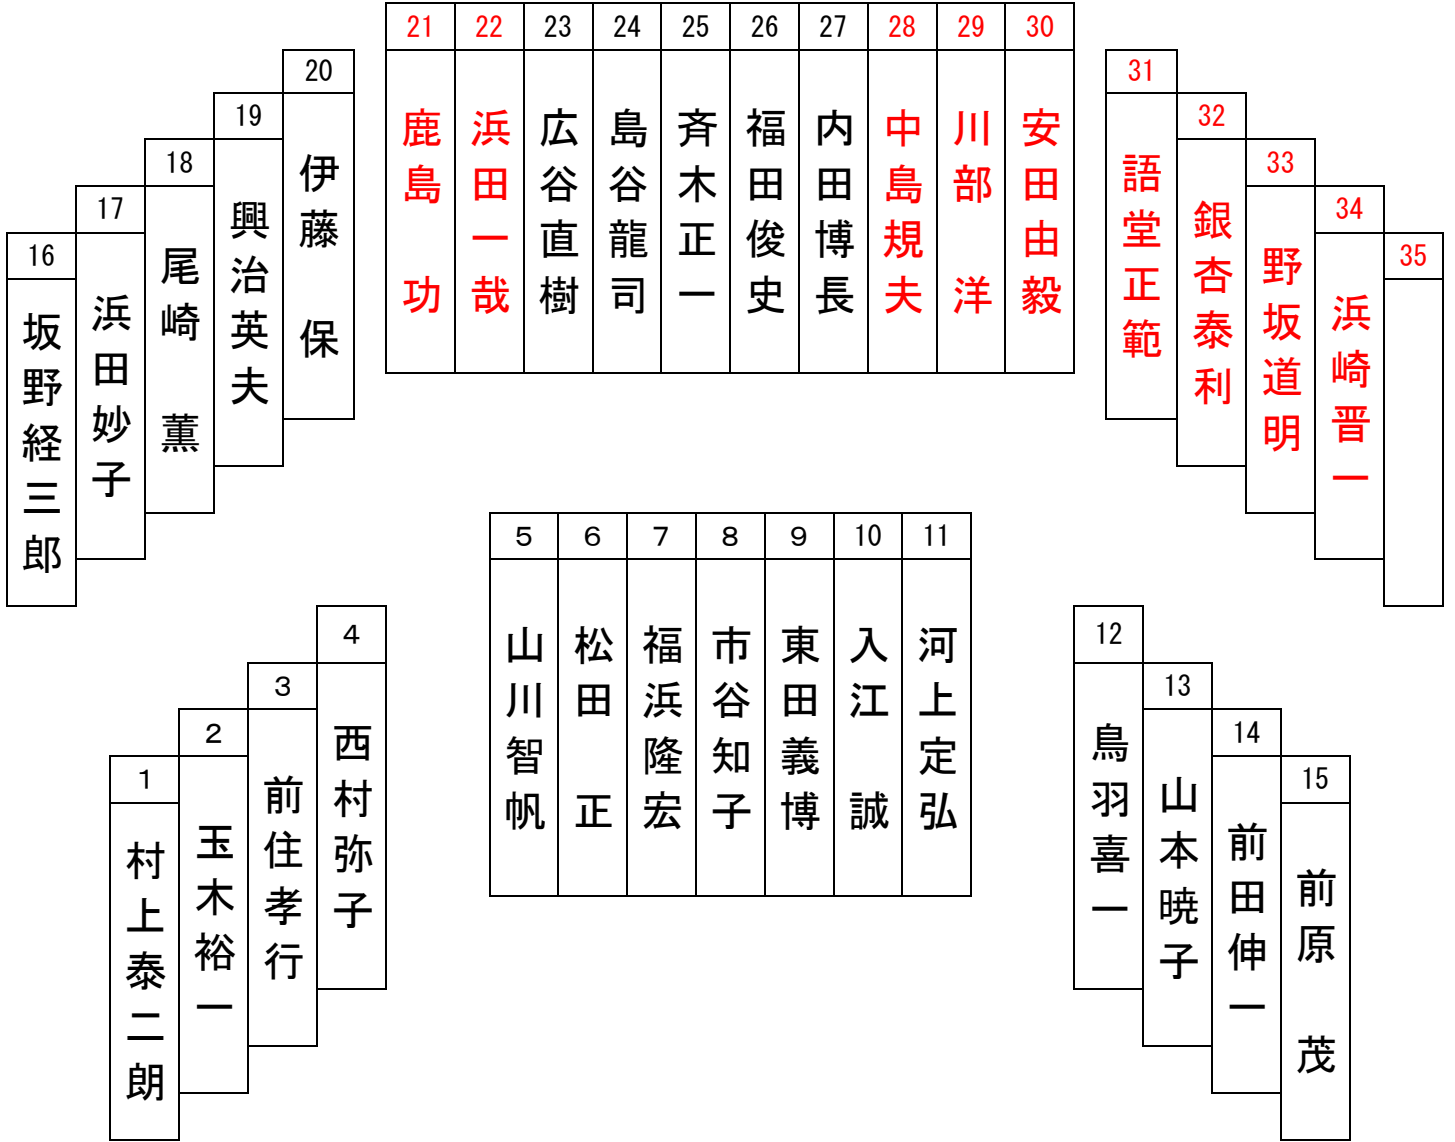 16
坂野経三郎
17
浜田妙子
18
尾崎　薫
19
興治英夫
20
伊藤　保
21
鹿島　功
22
浜田一哉
23
広谷直樹
24
島谷龍司
25
斉木正一
26
福田俊史
27
内田博長
28
中島規夫
29
川部　洋
30
安田由毅
31
語堂正範
32
銀杏泰利
33
野坂道明
34
浜崎晋一
35
1
村上泰二朗
2
玉木裕一
3
前住孝行
4
西村弥子
5
山川智帆
6
松田　正
7
福浜隆宏
8
市谷知子
9
東田義博
10
入江　誠
11
河上定弘
12
鳥羽喜一
13
山本暁子
14
前田伸一
15
前原　茂